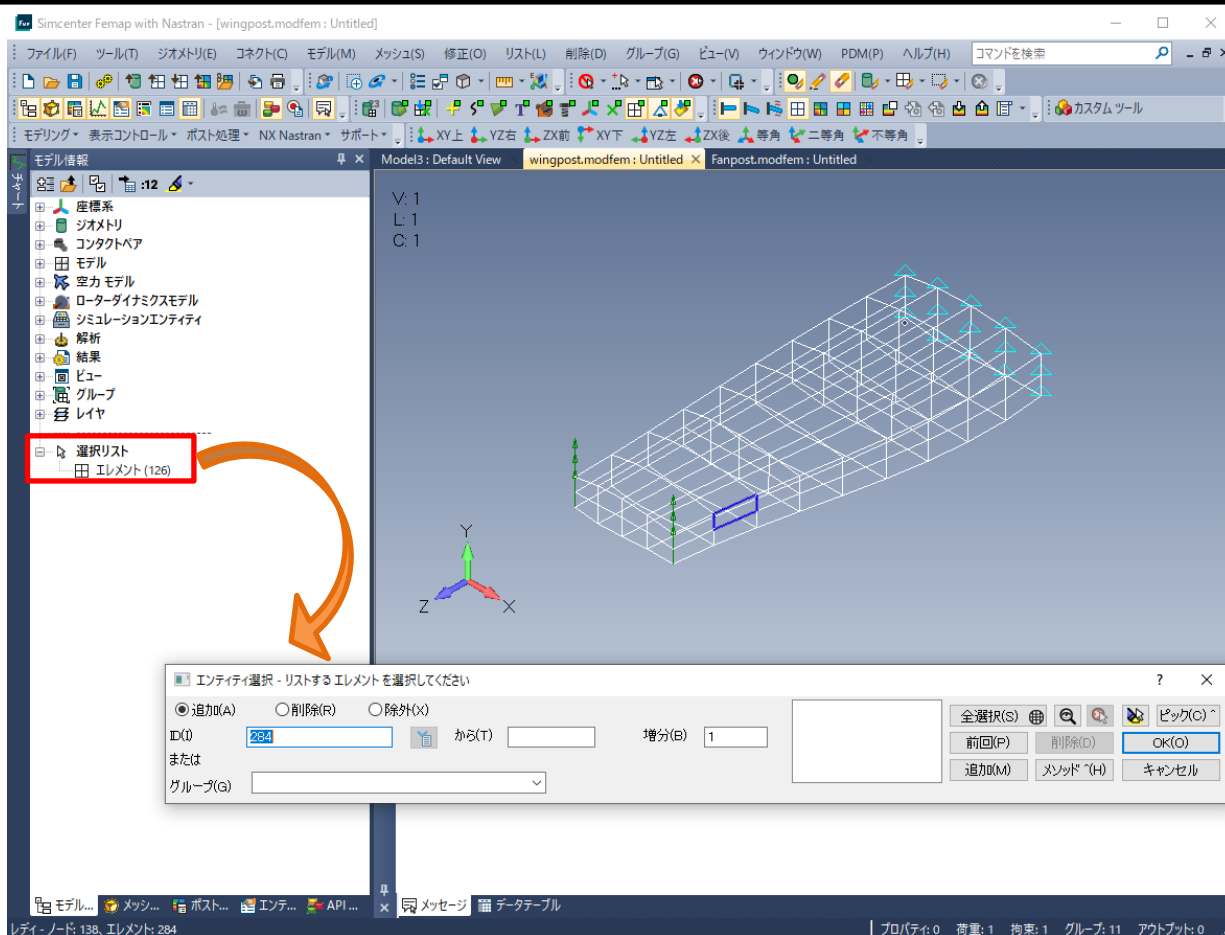 Simcenter Femap with Nastran - [wingpost.modfem : Untitled]
ファイル(F) ツール(T) ジオメトリ(E) コネクト(C) モデル(M) メッシュ(S) 修正(O) リスト(L) 削除(D) グループ(G) ビュー(V) ウィンドウ(W) PDM(P) ヘルプ(H) コマンドを検索
カスタム ツール
モデリング 表示コントロール ポスト処理 NX Nastran サポート XY上 YZ右 ZX前 XY下 YZ左 ZX後 等角 二等角 不等角
モデル情報
チャート
Model3 : Default View wingpost.modfem : Untitled Fanpost.modfem : Untitled
:12
座標系
ジオメトリ
コンタクトペア
モデル
空力 モデル
ローターダイナミクスモデル
シミュレーションエンティティ
解析
結果
ビュー
グループ
レイヤ
選択リスト
エレメント (126)
V: 1
L: 1
C: 1
Y
Z
X
エンティティ選択 - リストする エレメント を選択してください
追加(A) 削除(R) 除外(X)
ID(I) 284 から(T) 増分(B) 1
または
グループ(G)
全選択(S) ピック(C) ^
前回(P) 削除(D) OK(O)
追加(M) メソッド ^(H) キャンセル
モデル... メッシ... ポスト... エンテ... API ... メッセージ データテーブル
レディ - ノード: 138, エレメント: 284 プロパティ: 0 荷重: 1 拘束: 1 グループ: 11 アウトプット: 0